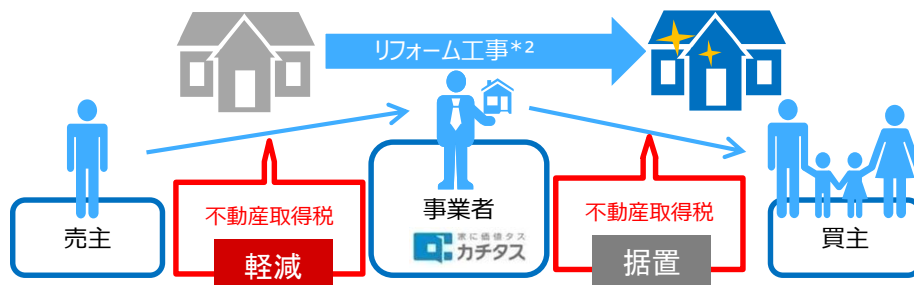 リフォーム工事*2
不動産取得税
軽減
事業者
家に価値タス
カチタス
不動産取得税
据置
売主
買主